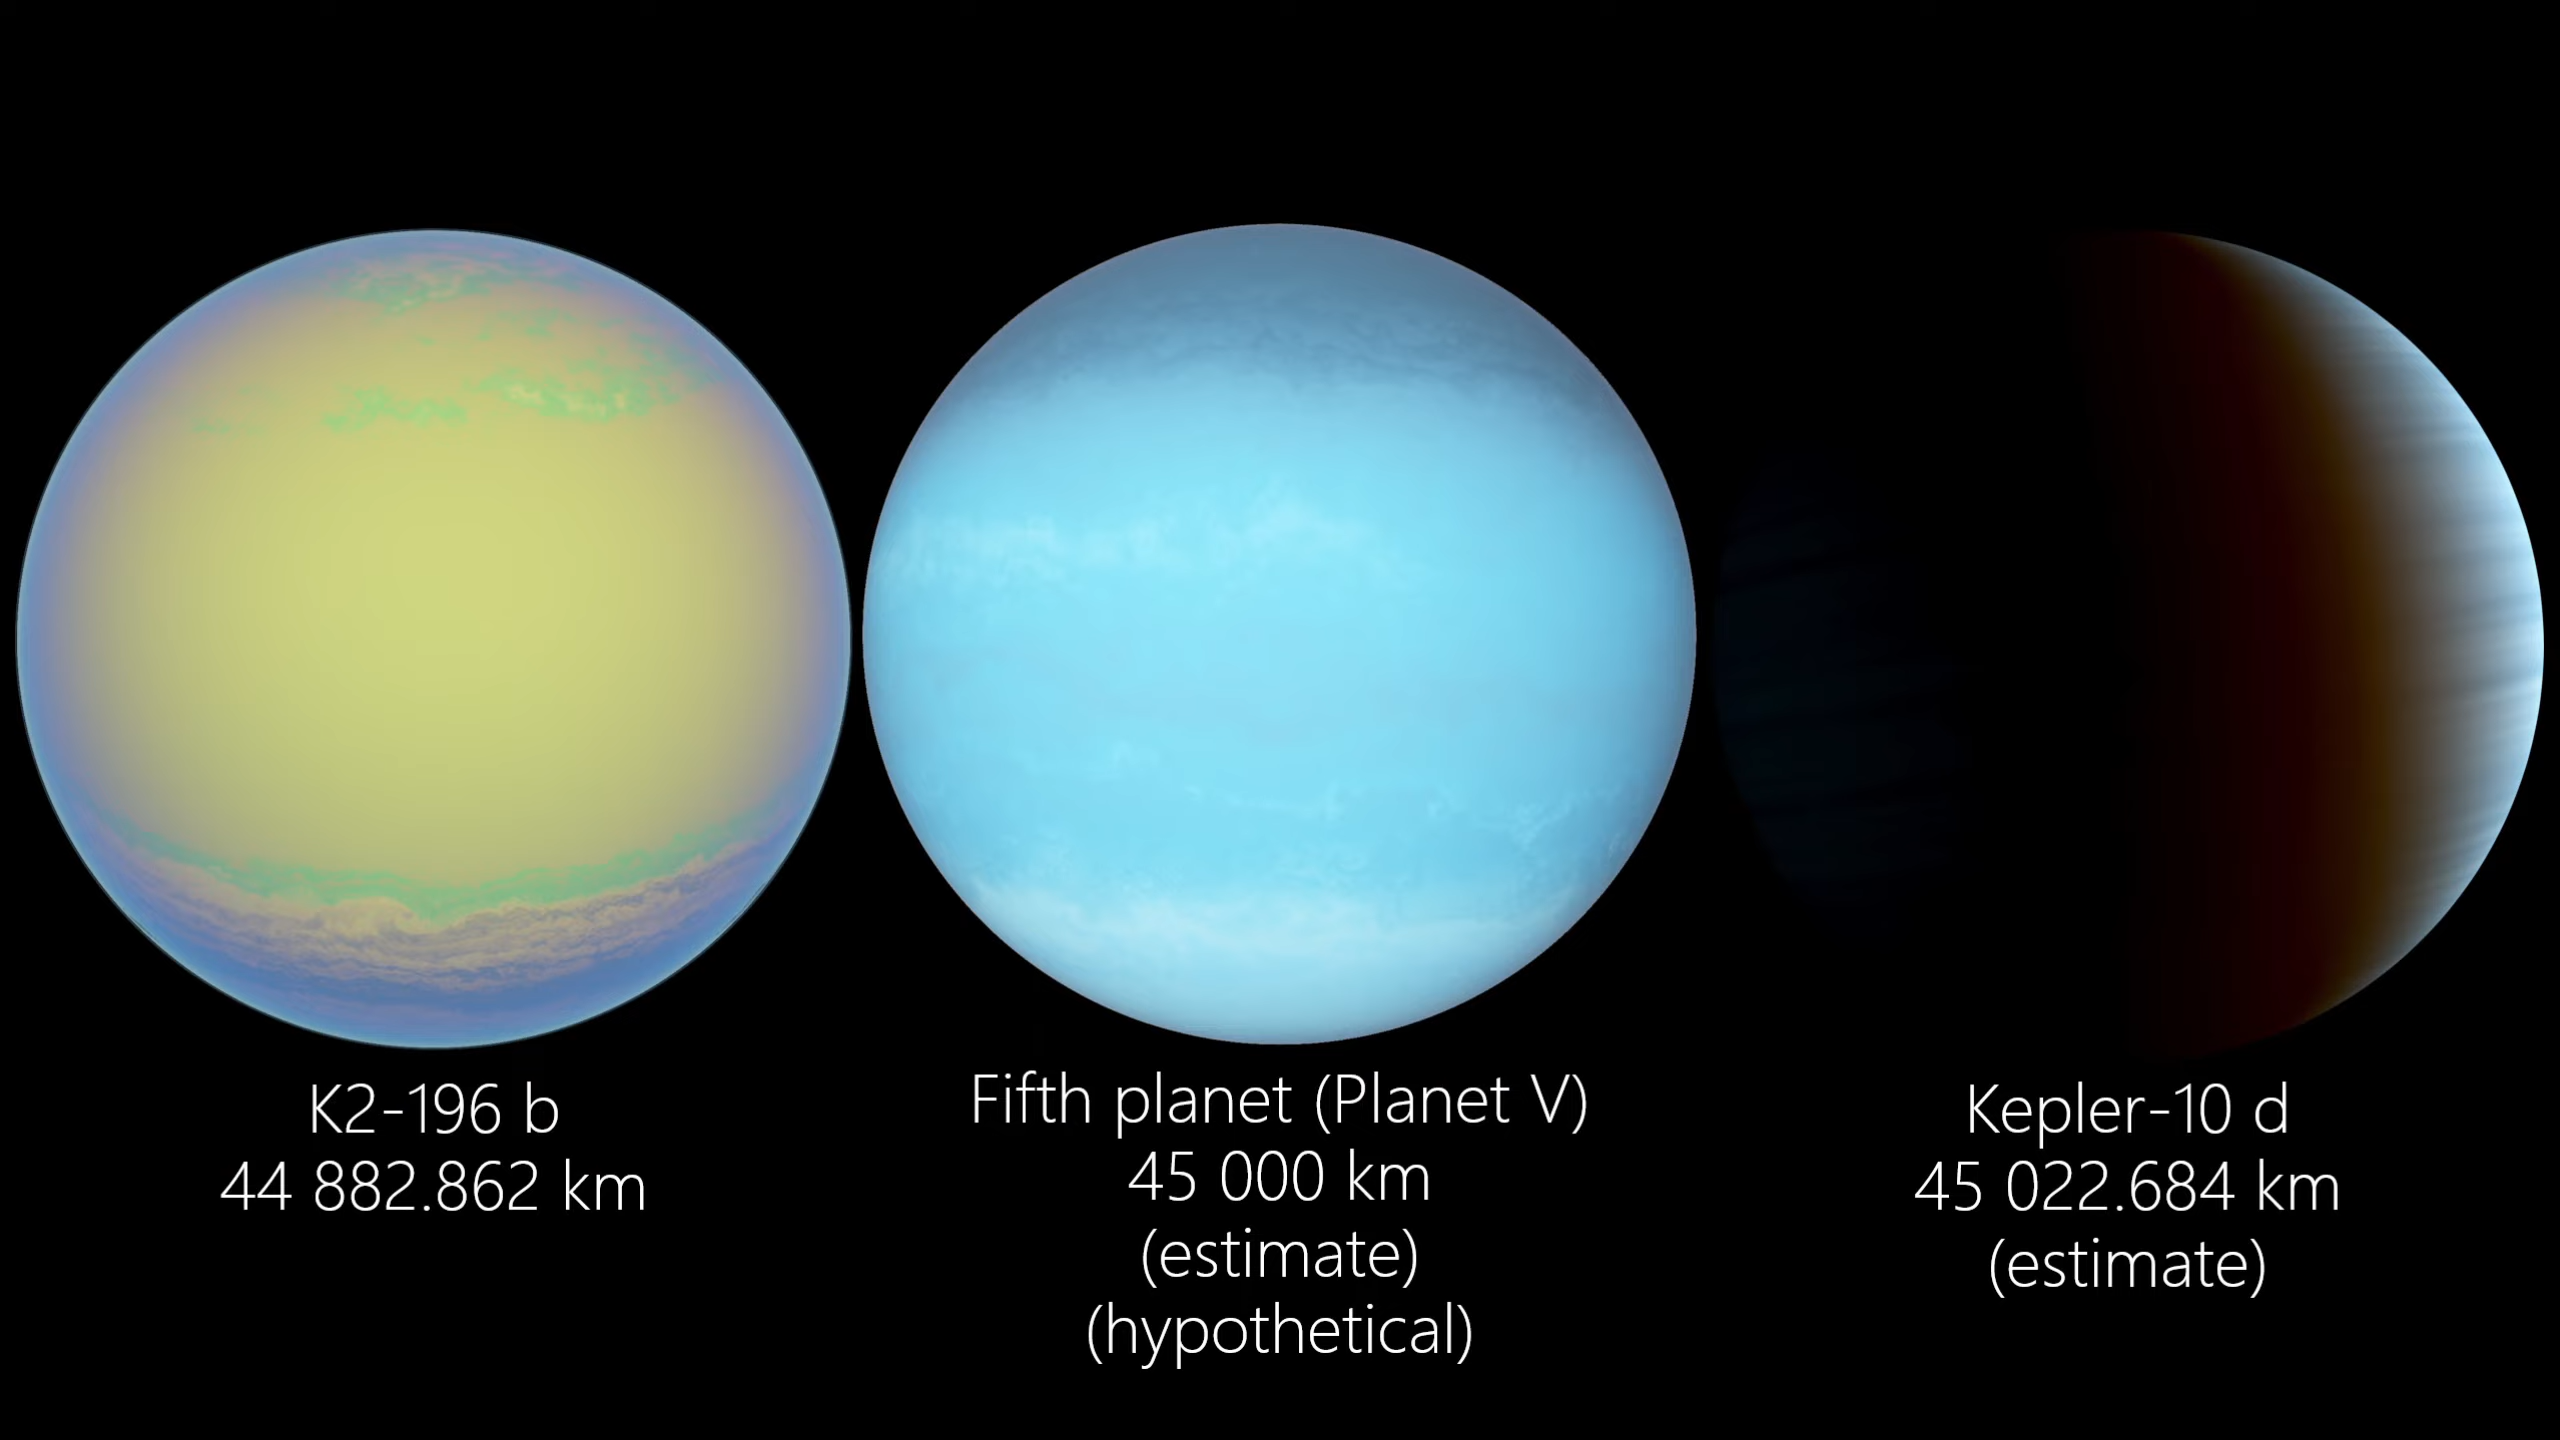 K2-196 b
44 882.862 km
Fifth planet (Planet V)
45 000 km
(estimate)
(hypothetical)
Kepler-10 d
45 022.684 km
(estimate)